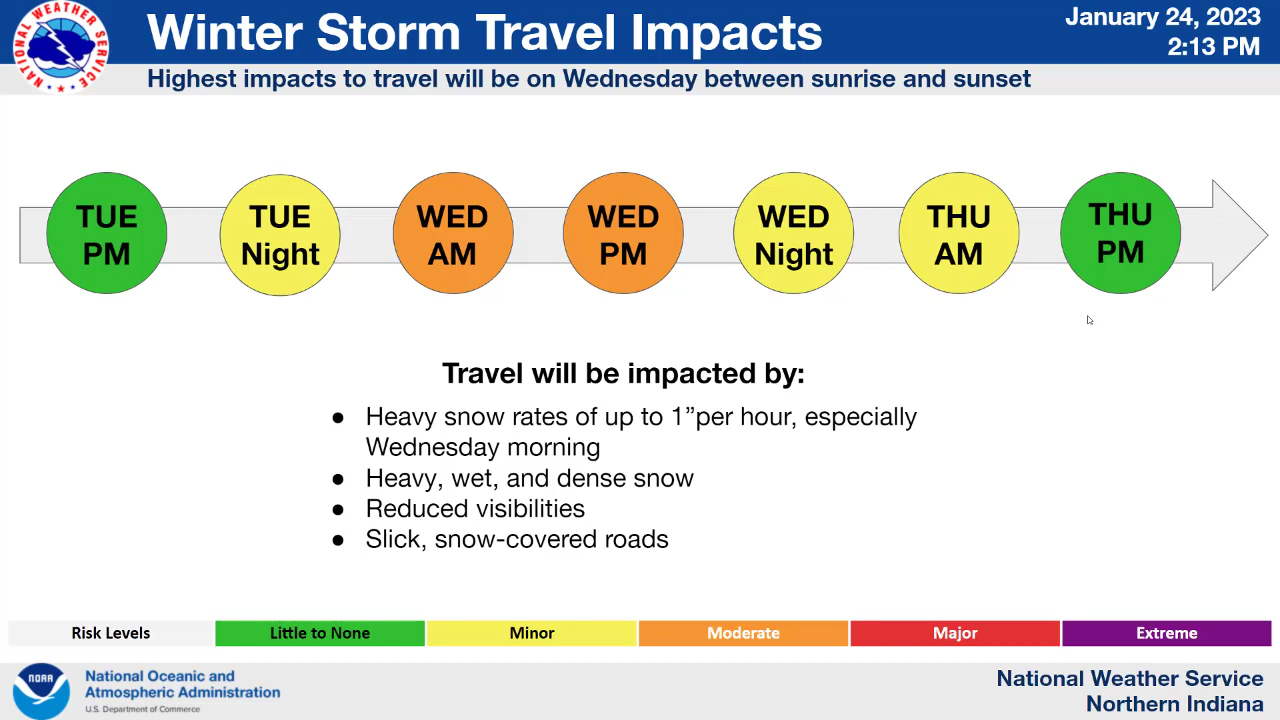 NATIONAL WEATHER SERVICE
Winter Storm Travel Impacts
January 24, 2023
2:13 PM
Highest impacts to travel will be on Wednesday between sunrise and sunset
TUE PM
TUE Night
WED AM
WED PM
WED Night
THU AM
THU PM
Travel will be impacted by:
● Heavy snow rates of up to 1”per hour, especially
Wednesday morning
● Heavy, wet, and dense snow
● Reduced visibilities
● Slick, snow-covered roads
Risk Levels
Little to None
Minor
Moderate
Major
Extreme
NOAA
National Oceanic and
Atmospheric Administration
U.S. Department of Commerce
National Weather Service
Northern Indiana